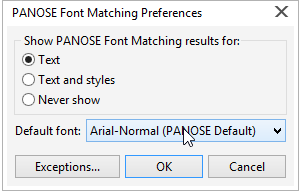 PANOSE Font Matching Preferences
Show PANOSE Font Matching results for:
Text
Text and styles
Never show
Default font: Arial-Normal (PANOSE Default)
Exceptions... OK Cancel